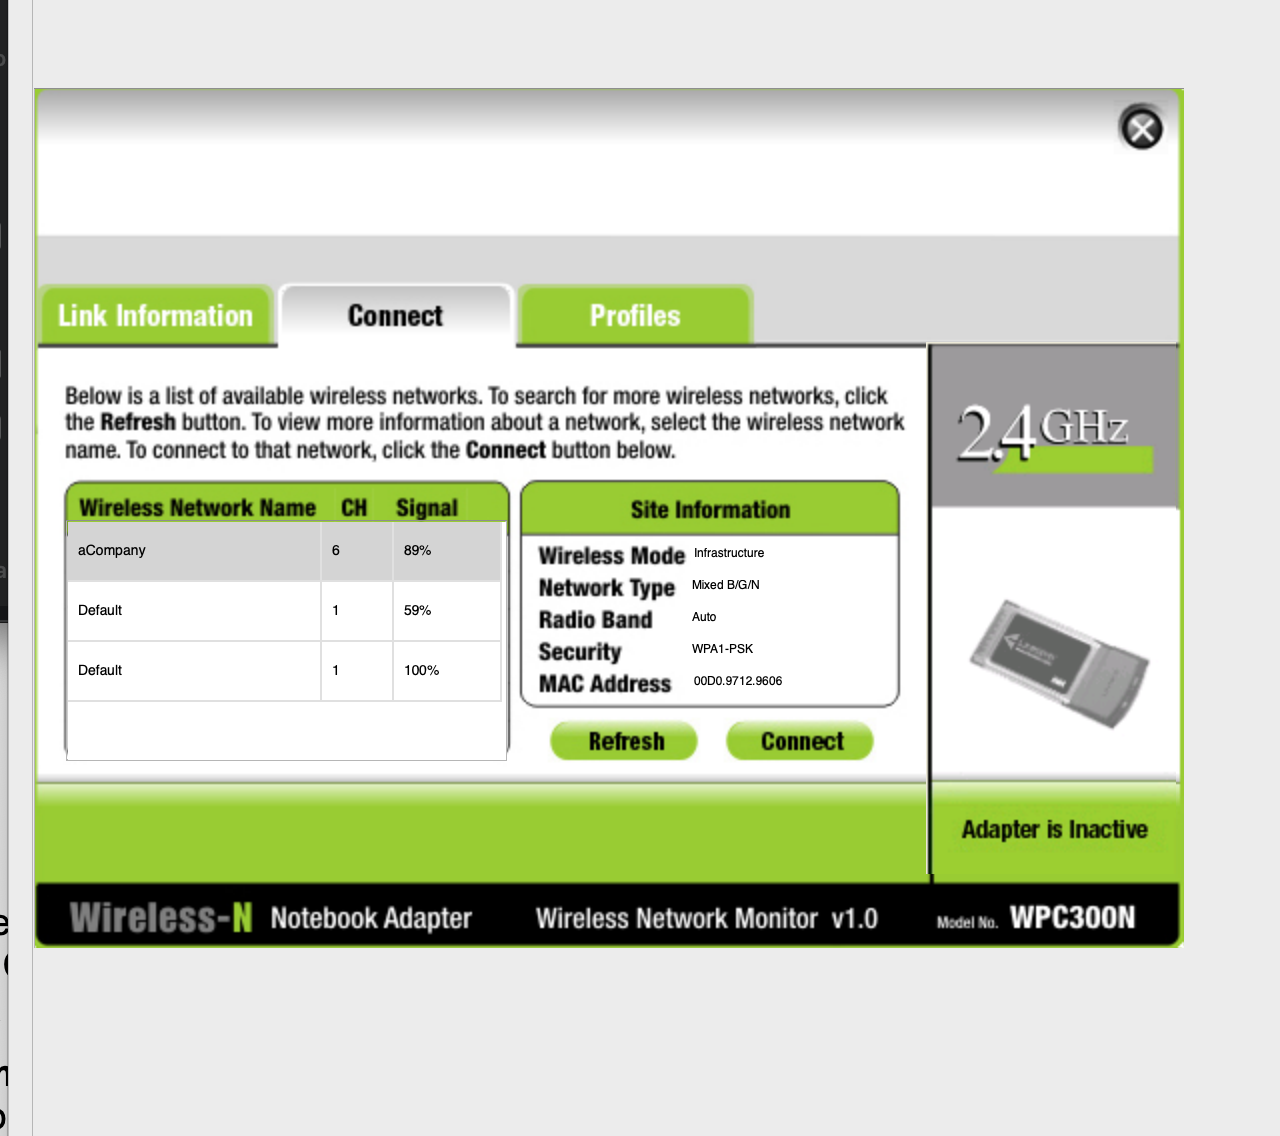 Link Information
Connect
Profiles
Below is a list of available wireless networks. To search for more wireless networks, click
the Refresh button. To view more information about a network, select the wireless network
name. To connect to that network, click the Connect button below.
2.4GHz
Wireless Network Name CH Signal
aCompany 6 89%
Default 1 59%
Default 1 100%
Site Information
Wireless Mode Infrastructure
Network Type Mixed B/G/N
Radio Band Auto
Security WPA1-PSK
MAC Address 00D0.9712.9606
Refresh
Connect
Adapter is Inactive
Wireless-N Notebook Adapter Wireless Network Monitor v1.0 Model No. WPC300N